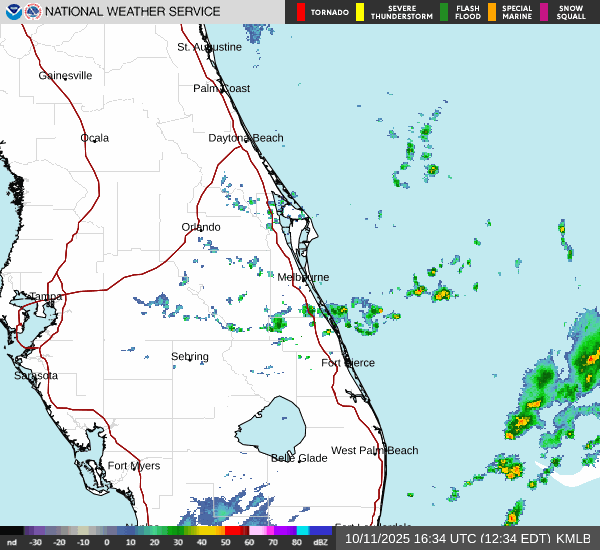 NATIONAL WEATHER SERVICE
TORNADO
SEVERE THUNDERSTORM
FLASH FLOOD
SPECIAL MARINE
SNOW SQUALL
St. Augustine
Gainesville
Palm Coast
Ocala
Daytona Beach
Orlando
Melbourne
Tampa
Sebring
Fort Pierce
Sarasota
West Palm Beach
Belle Glade
Fort Myers
nd -30 -20 -10 0 10 20 30 40 50 60 70 80 dBZ
10/11/2025 16:34 UTC (12:34 EDT) KMLB